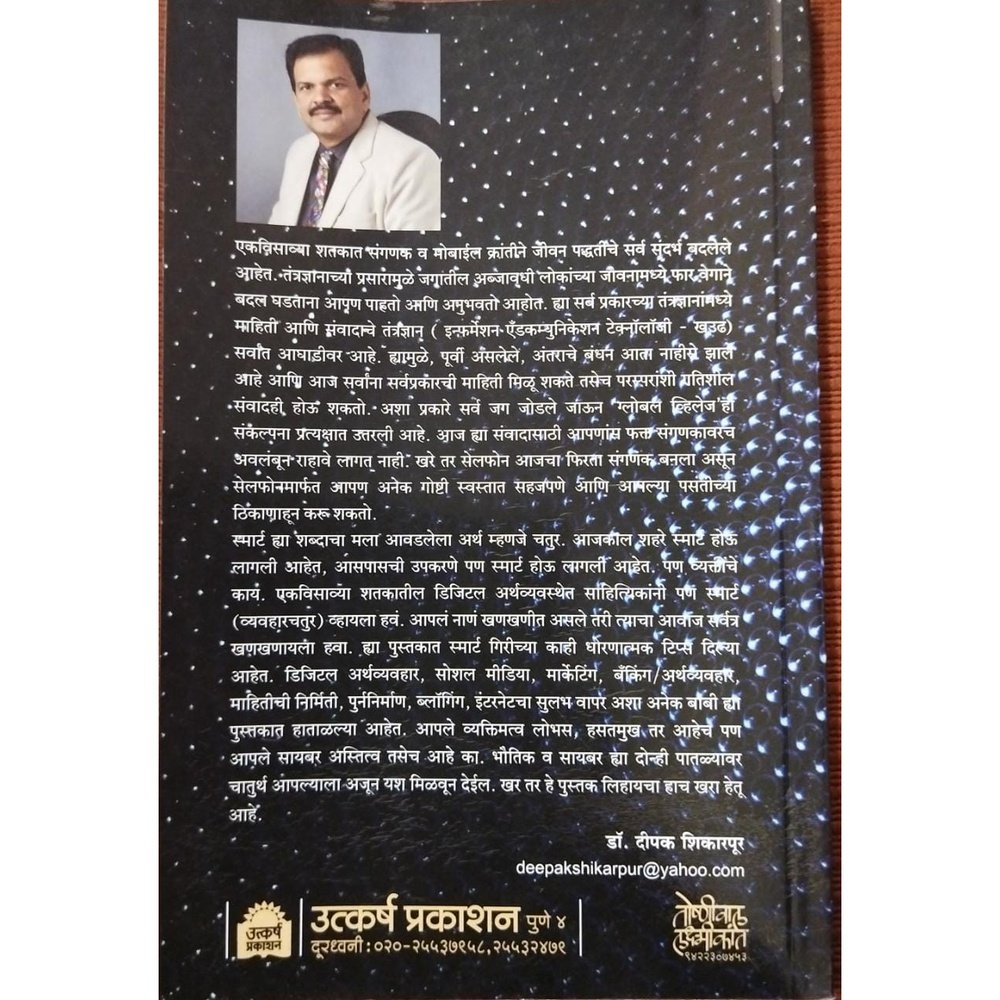 एकविसाव्या शतकात संगणक व मोबाईल क्रांतीने जीवन पद्धतीचे सर्व संदर्भ बदलेले
आहेत. तंत्रज्ञानाच्या प्रसारामुळे जगातील अब्जावधी लोकांच्या जीवनामध्ये फार वेगाने
बदल घडताना आपण पाहतो आणि अनुभवतो आहोत. ह्या सर्व प्रकारच्या तंत्रज्ञानांमध्ये
माहिती आणि संवादाचे तंत्रज्ञान ( इन्फर्मेशन ऍंडकम्युनिकेशन टेक्नॉलॉजी - खउढ)
सर्वांत आघाडीवर आहे. ह्यामुळे, पूर्वी असलेले, अंतराचे बंधन आता नाहीसे झाले
आहे आणि आज सर्वांना सर्वप्रकारची माहिती मिळू शकते तसेच परस्परांशी गतिशील
संवादही होऊ शकतो. अशा प्रकारे सर्व जग जोडले जाऊन 'ग्लोबल व्हिलेज'ही
संकल्पना प्रत्यक्षात उतरली आहे. आज ह्या संवादासाठी आपणांस फक्त संगणकावरच
अवलंबून राहावे लागत नाही. खरे तर सेलफोन आजचा फिरता संगणक बनला असून
सेलफोनमार्फत आपण अनेक गोष्टी स्वस्तात सहजपणे आणि आपल्या पसंतीच्या
ठिकाणाहून करू शकतो.
स्मार्ट ह्या शब्दाचा मला आवडलेला अर्थ म्हणजे चतुर. आजकाल शहरे स्मार्ट होऊ
लागली आहेत, आसपासची उपकरणे पण स्मार्ट होऊ लागली आहेत. पण व्यक्तींचे
काय. एकविसाव्या शतकातील डिजिटल अर्थव्यवस्थेत साहित्यिकांनी पण स्मार्ट
(व्यवहारचतुर) व्हायला हवं. आपलं नाणं खणखणीत असले तरी त्याचा आवाज सर्वत्र
खणखणायला हवा. ह्या पुस्तकात स्मार्ट गिरीच्या काही धोरणात्मक टिप्स दिल्या
आहेत. डिजिटल अर्थव्यवहार, सोशल मीडिया, मार्केटिंग, बँकिंग/अर्थव्यवहार,
माहितीची निर्मिती, पुर्ननिर्माण, ब्लॉगिंग, इंटरनेटचा सुलभ वापर अशा अनेक बाबी ह्या
पुस्तकात हाताळल्या आहेत. आपले व्यक्तिमत्व लोभस, हसतमुख तर आहेच पण
आपले सायबर अस्तित्व तसेच आहे का. भौतिक व सायबर ह्या दोन्ही पातळ्यावर
चातुर्थ आपल्याला अजून यश मिळवून देईल. खर तर हे पुस्तक लिहायचा हाच खरा हेतू
आहे.
डॉ. दीपक शिकारपूर
deepakshikarpur@yahoo.com
उत्कर्ष प्रकाशन
उत्कर्ष प्रकाशन पुणे ४
दूरध्वनी : ०२०-२५५३७९५८, २५५३२४७९
तोष्णीवाल
लक्ष्मीकांत
९४२२३०७४५३